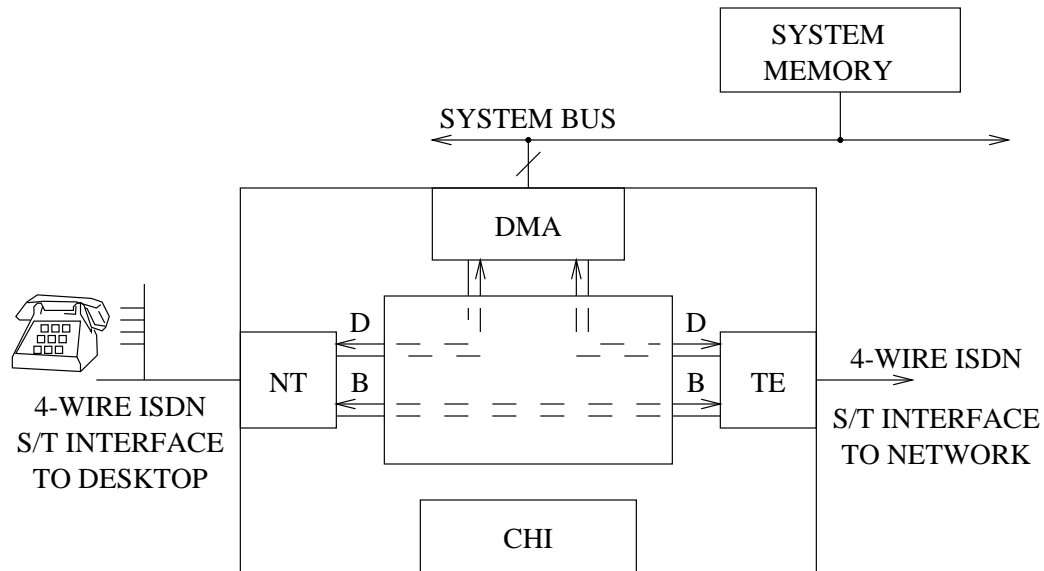 SYSTEM
MEMORY
SYSTEM BUS
DMA
D
D
NT
B
B
TE
4-WIRE ISDN
4-WIRE ISDN
S/T INTERFACE
TO DESKTOP
S/T INTERFACE
TO NETWORK
CHI